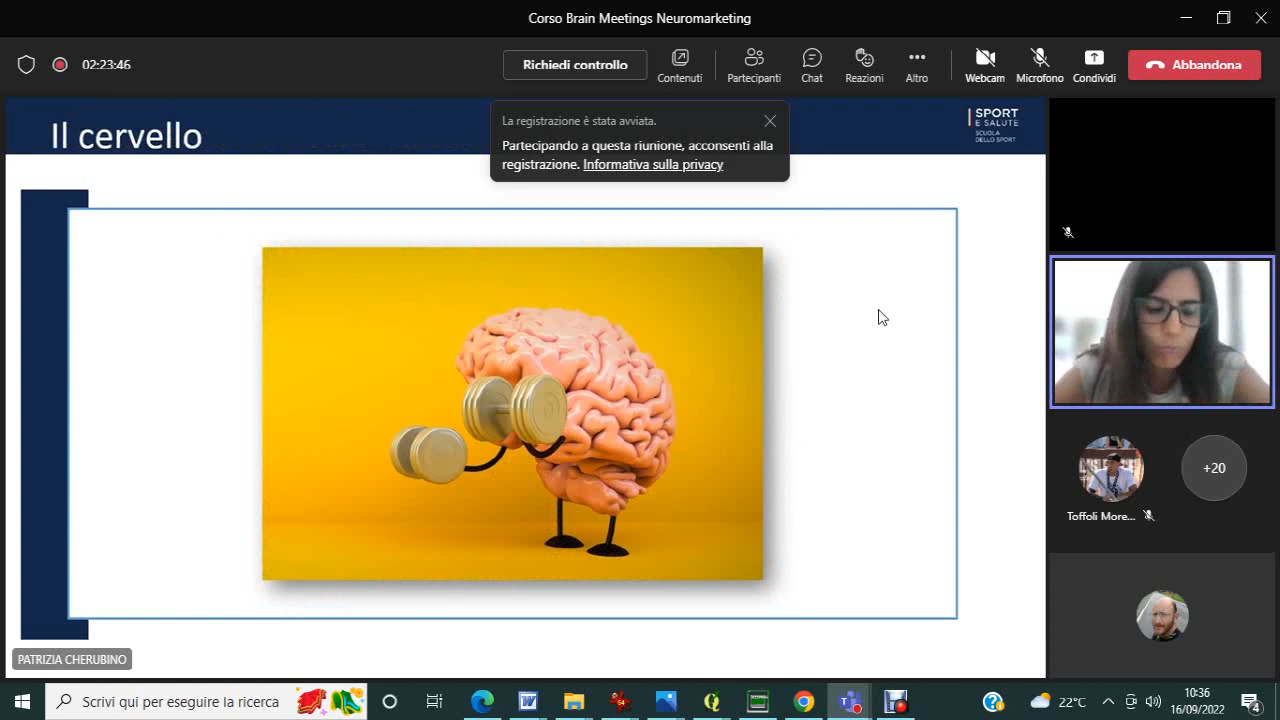 Corso Brain Meetings Neuromarketing
02:23:46
Richiedi controllo
Contenuti
Partecipanti
Chat
Reazioni
Altro
Webcam
Microfono
Condividi
Abbandona
Il cervello
SPORT
E SALUTE
SCUOLA
DELLO SPORT
La registrazione è stata avviata.
Partecipando a questa riunione, acconsenti alla
registrazione. Informativa sulla privacy
+20
Toffoli More...
PATRIZIA CHERUBINO
Scrivi qui per eseguire la ricerca
W
64
22°C
10:36
16/09/2022
4